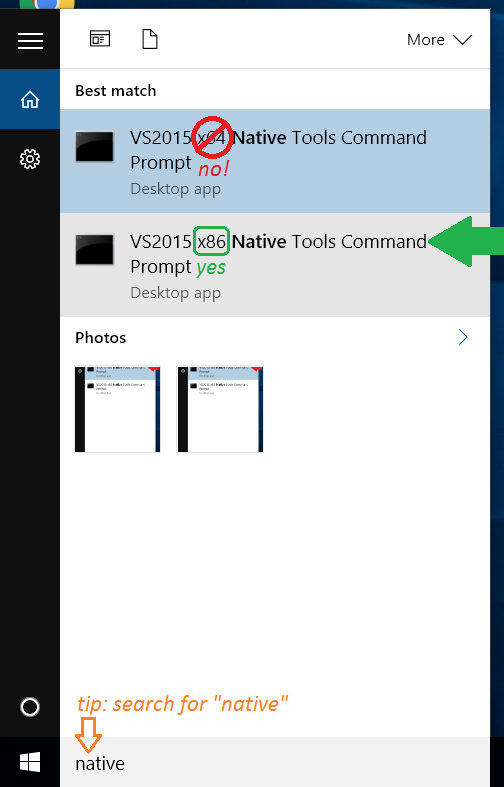 More
Best match
VS2015 x64 Native Tools Command
Prompt no!
Desktop app
VS2015 x86 Native Tools Command
Prompt yes
Desktop app
Photos
tip: search for "native"
native